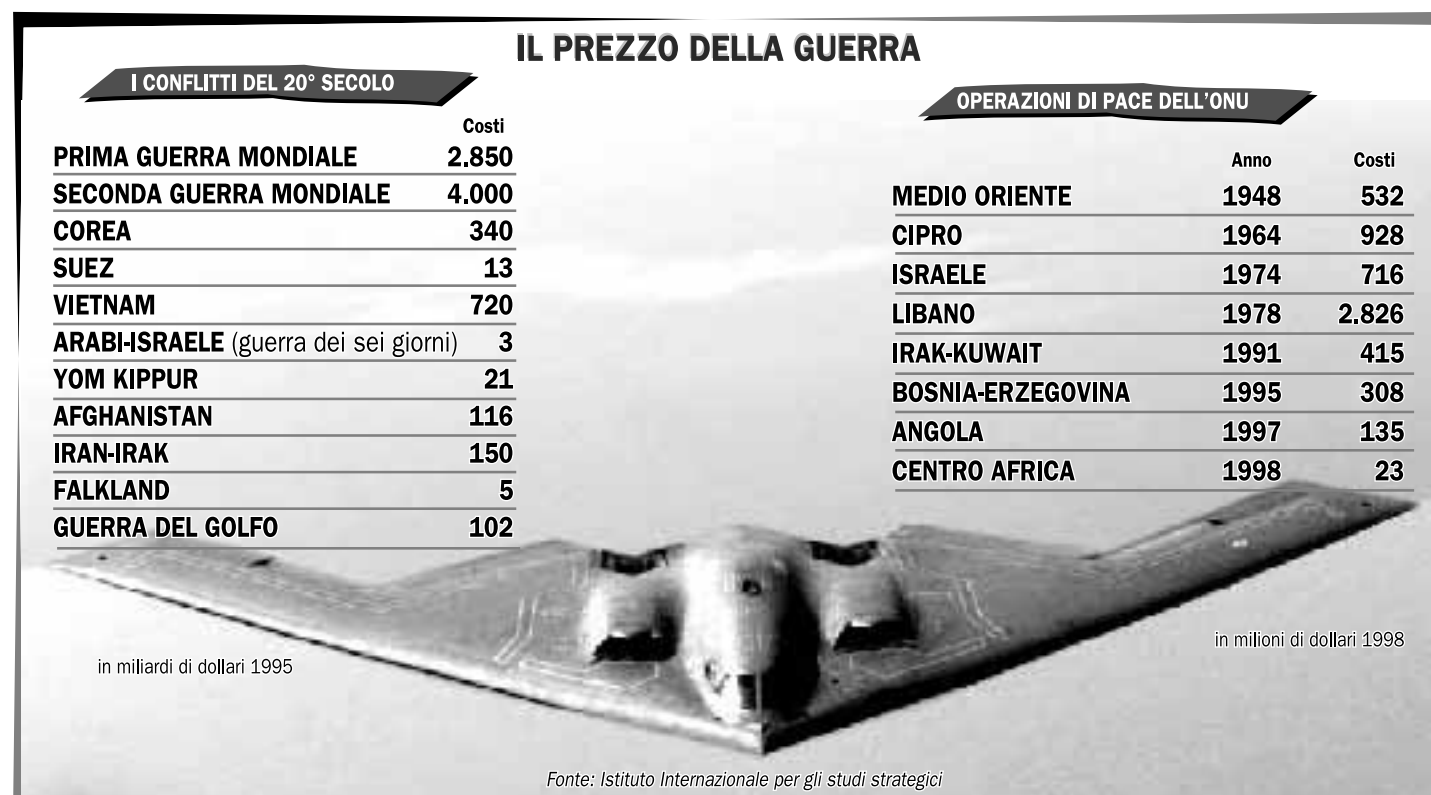 IL PREZZO DELLA GUERRA
I CONFLITTI DEL 20° SECOLO
Costi
PRIMA GUERRA MONDIALE 2.850
SECONDA GUERRA MONDIALE 4.000
COREA 340
SUEZ 13
VIETNAM 720
ARABI-ISRAELE (guerra dei sei giorni) 3
YOM KIPPUR 21
AFGHANISTAN 116
IRAN-IRAK 150
FALKLAND 5
GUERRA DEL GOLFO 102
in miliardi di dollari 1995
OPERAZIONI DI PACE DELL'ONU
Anno Costi
MEDIO ORIENTE 1948 532
CIPRO 1964 928
ISRAELE 1974 716
LIBANO 1978 2.826
IRAK-KUWAIT 1991 415
BOSNIA-ERZEGOVINA 1995 308
ANGOLA 1997 135
CENTRO AFRICA 1998 23
in milioni di dollari 1998
Fonte: Istituto Internazionale per gli studi strategici